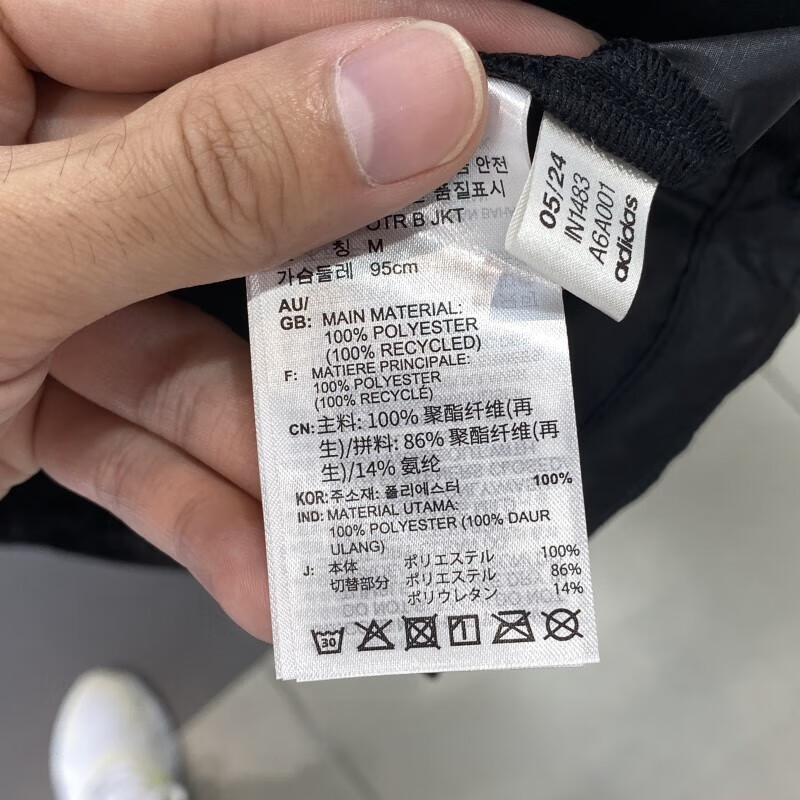 안전
품질표시
OTR B JKT
칭 M
가슴둘레 95cm
AU/
GB: MAIN MATERIAL:
100% POLYESTER
(100% RECYCLED)
F: MATIERE PRINCIPALE:
100% POLYESTER
(100% RECYCLÉ)
CN: 主料: 100% 聚酯纤维(再
生)/拼料: 86% 聚酯纤维(再
生)/14% 氨纶
KOR: 주소재: 폴리에스터 100%
IND: MATERIAL UTAMA:
100% POLYESTER (100% DAUR
ULANG)
J: 本体 ポリエステル 100%
切替部分 ポリエステル 86%
ポリウレタン 14%
30
05/24
IN1483
A6A001
adidas